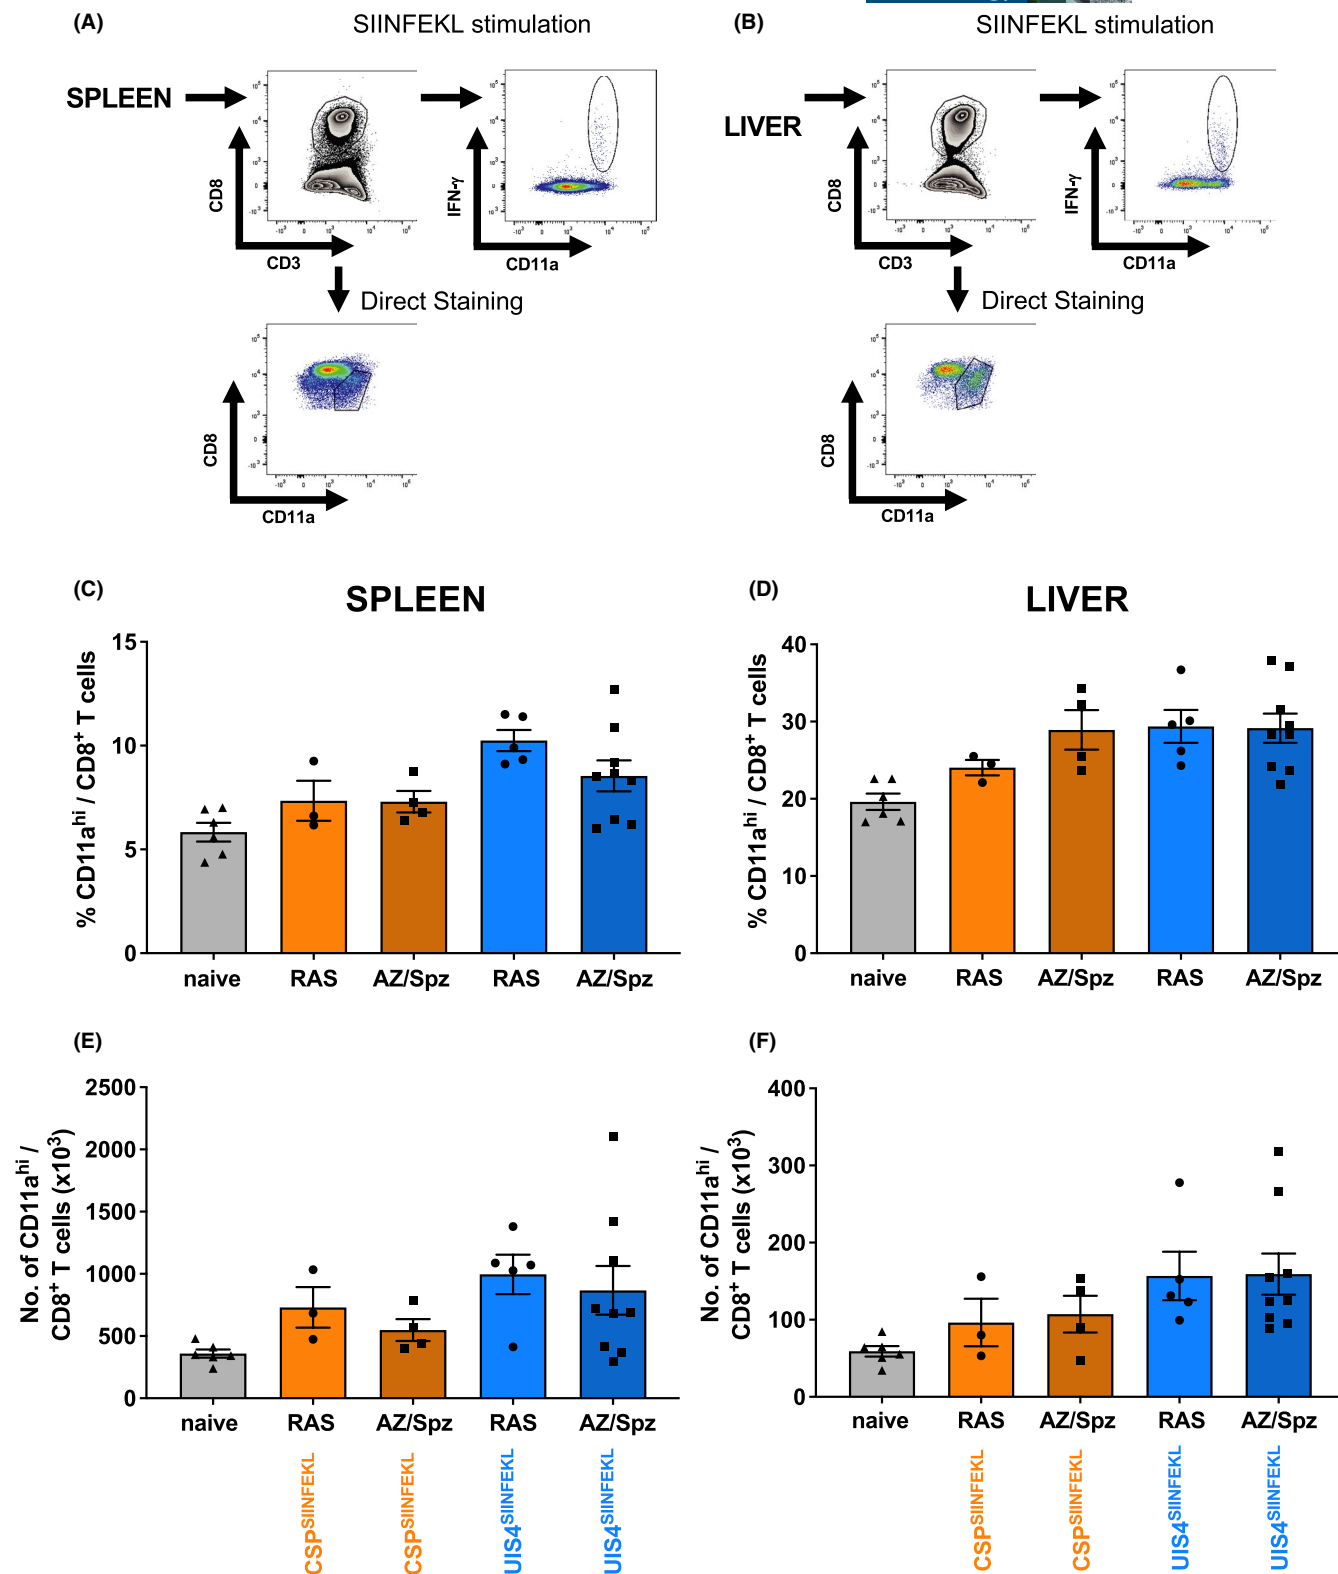 (A) SIINFEKL stimulation
SPLEEN
CD8
CD3
IFN-γ
CD11a
Direct Staining
CD8
CD11a
(B) SIINFEKL stimulation
LIVER
CD8
CD3
IFN-γ
CD11a
Direct Staining
CD8
CD11a
(C) SPLEEN
% CD11a^hi / CD8^+ T cells
15
10
5
0
naive RAS AZ/Spz RAS AZ/Spz
(D) LIVER
% CD11a^hi / CD8^+ T cells
40
30
20
10
0
naive RAS AZ/Spz RAS AZ/Spz
(E)
No. of CD11a^hi /
CD8^+ T cells (x10^3)
2500
2000
1500
1000
500
0
naive RAS AZ/Spz RAS AZ/Spz
CSP^SIINFEKL CSP^SIINFEKL UIS4^SIINFEKL UIS4^SIINFEKL
(F)
No. of CD11a^hi /
CD8^+ T cells (x10^3)
400
300
200
100
0
naive RAS AZ/Spz RAS AZ/Spz
CSP^SIINFEKL CSP^SIINFEKL UIS4^SIINFEKL UIS4^SIINFEKL